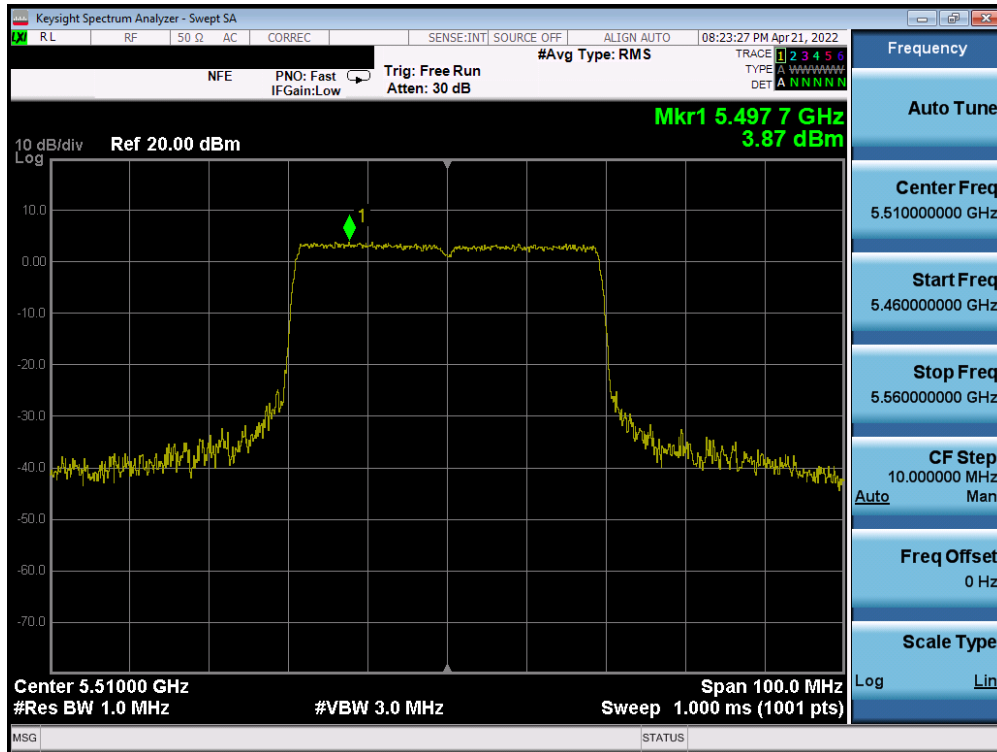 Keysight Spectrum Analyzer - Swept SA
LXI RL RF 50 Ω AC CORREC SENSE:INT SOURCE OFF ALIGN AUTO 08:23:27 PM Apr 21, 2022
#Avg Type: RMS
TRACE 1 2 3 4 5 6
TYPE A WWWWW
DET A N N N N N
NFE
PNO: Fast
IFGain:Low
Trig: Free Run
Atten: 30 dB
Mkr1 5.497 7 GHz
3.87 dBm
10 dB/div
Log
Ref 20.00 dBm
1
10.0
0.00
-10.0
-20.0
-30.0
-40.0
-50.0
-60.0
-70.0
Center 5.51000 GHz
Span 100.0 MHz
#Res BW 1.0 MHz
#VBW 3.0 MHz
Sweep 1.000 ms (1001 pts)
MSG
STATUS
Frequency
Auto Tune
Center Freq
5.510000000 GHz
Start Freq
5.460000000 GHz
Stop Freq
5.560000000 GHz
CF Step
10.000000 MHz
Auto Man
Freq Offset
0 Hz
Scale Type
Log Lin